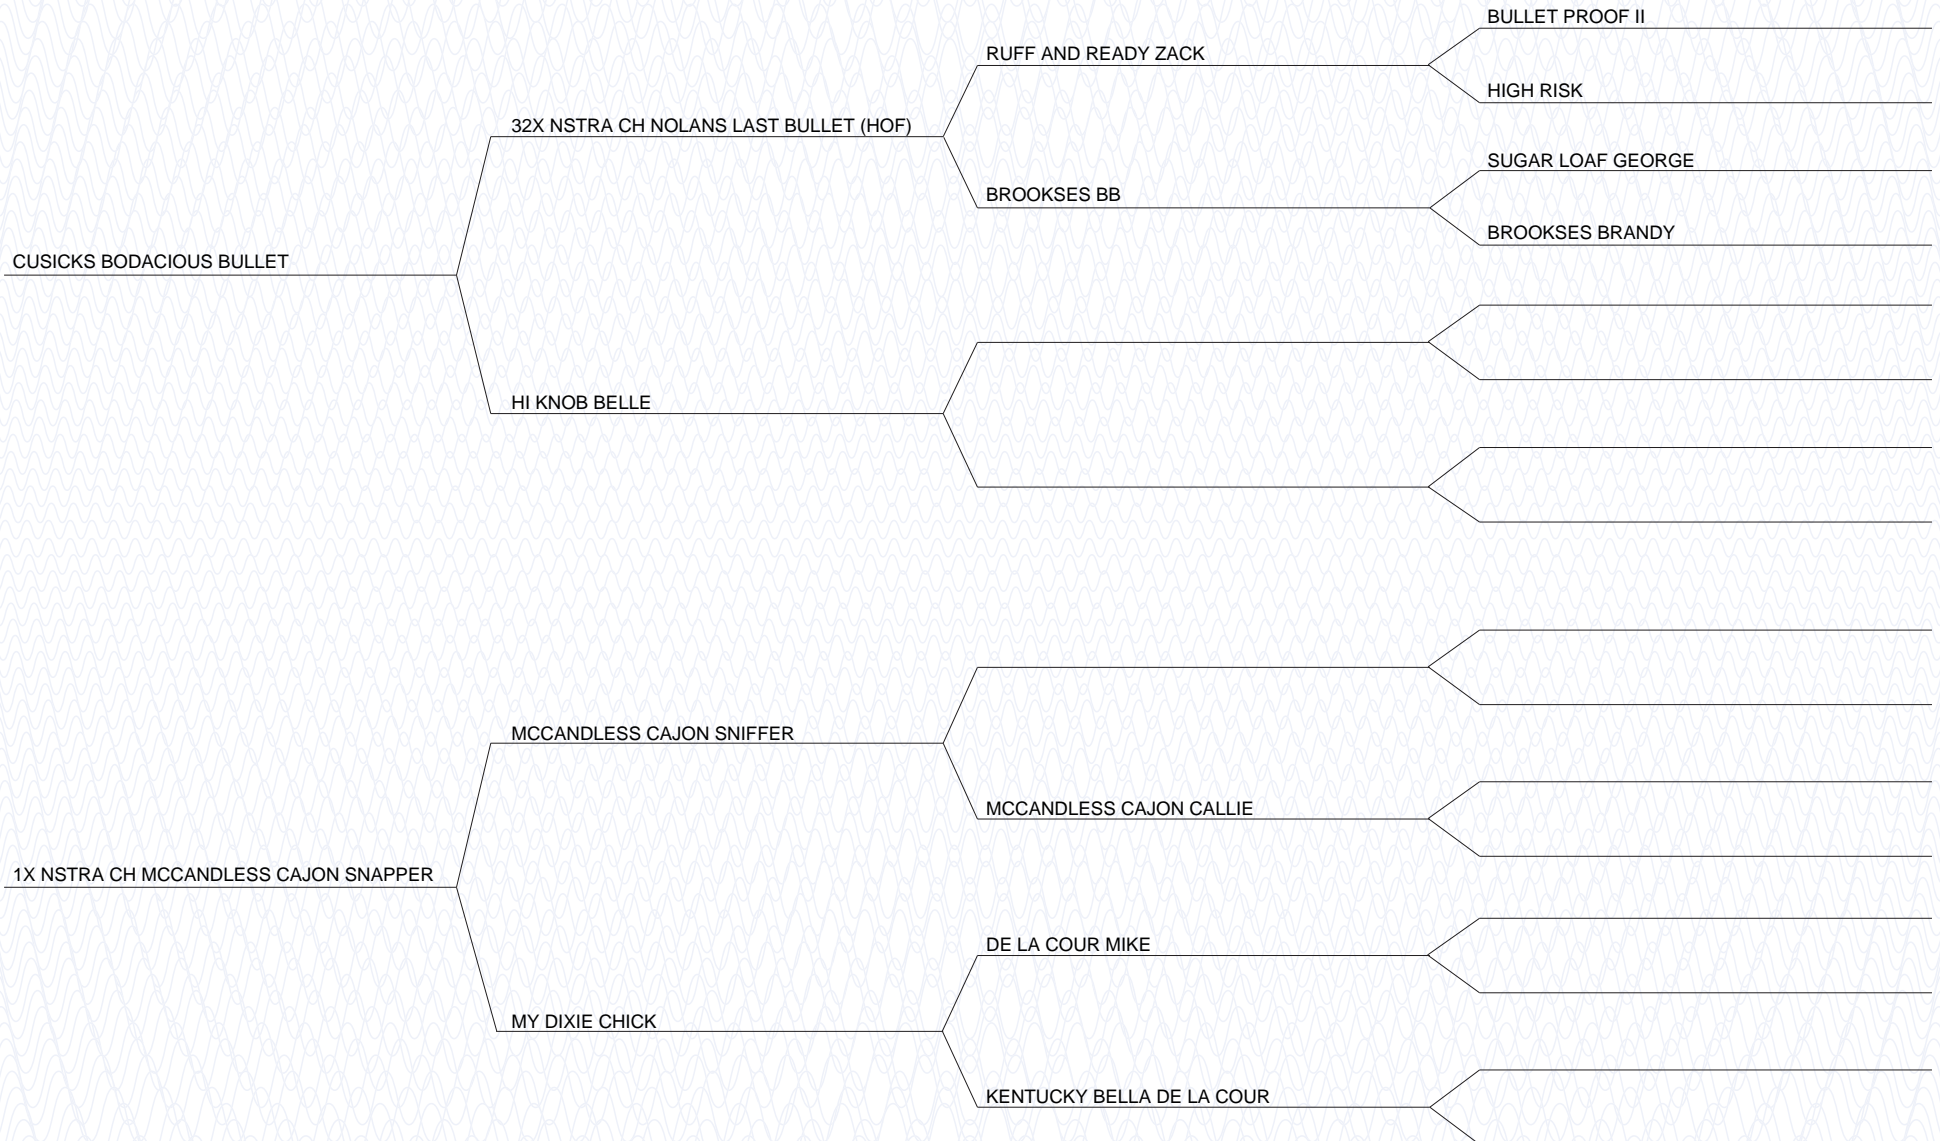 BULLET PROOF II
RUFF AND READY ZACK
HIGH RISK
32X NSTRA CH NOLANS LAST BULLET (HOF)
SUGAR LOAF GEORGE
BROOKSES BB
BROOKSES BRANDY
CUSICKS BODACIOUS BULLET
HI KNOB BELLE
MCCANDLESS CAJON SNIFFER
MCCANDLESS CAJON CALLIE
1X NSTRA CH MCCANDLESS CAJON SNAPPER
DE LA COUR MIKE
MY DIXIE CHICK
KENTUCKY BELLA DE LA COUR